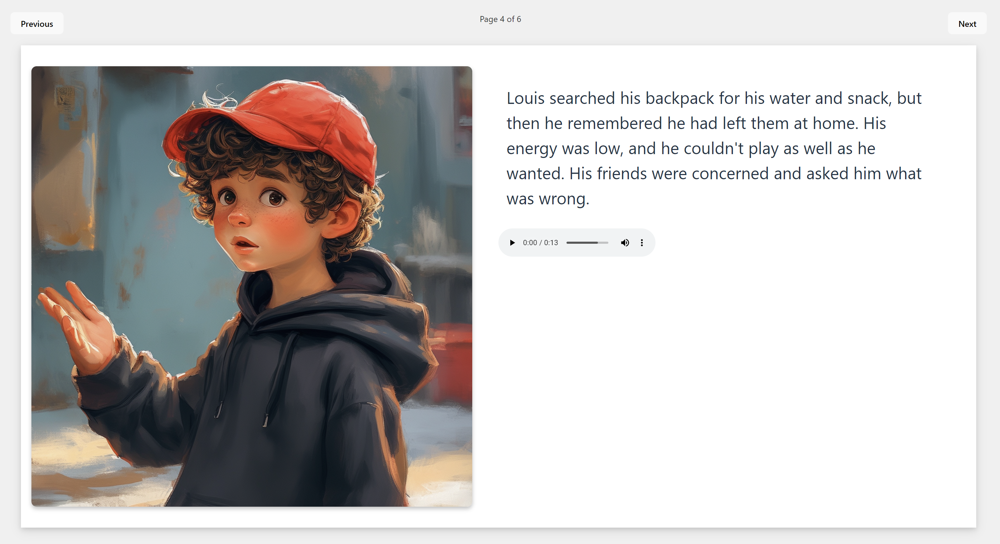 Previous
Page 4 of 6
Next
Louis searched his backpack for his water and snack, but
then he remembered he had left them at home. His
energy was low, and he couldn't play as well as he
wanted. His friends were concerned and asked him what
was wrong.
0:00 / 0:13